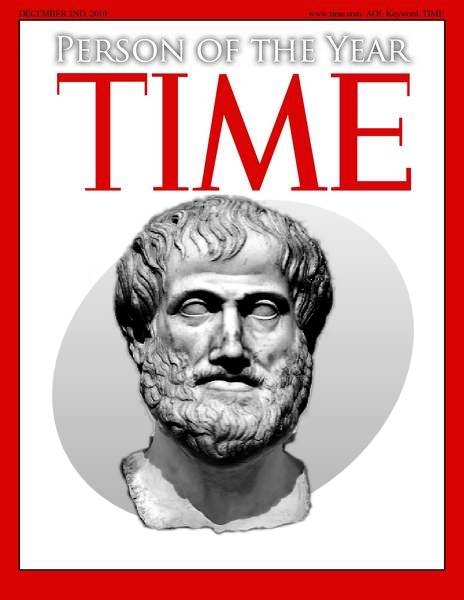 DECEMBER 2ND, 2010
www.time.com AOL Keyword: TIME
PERSON OF THE YEAR
TIME